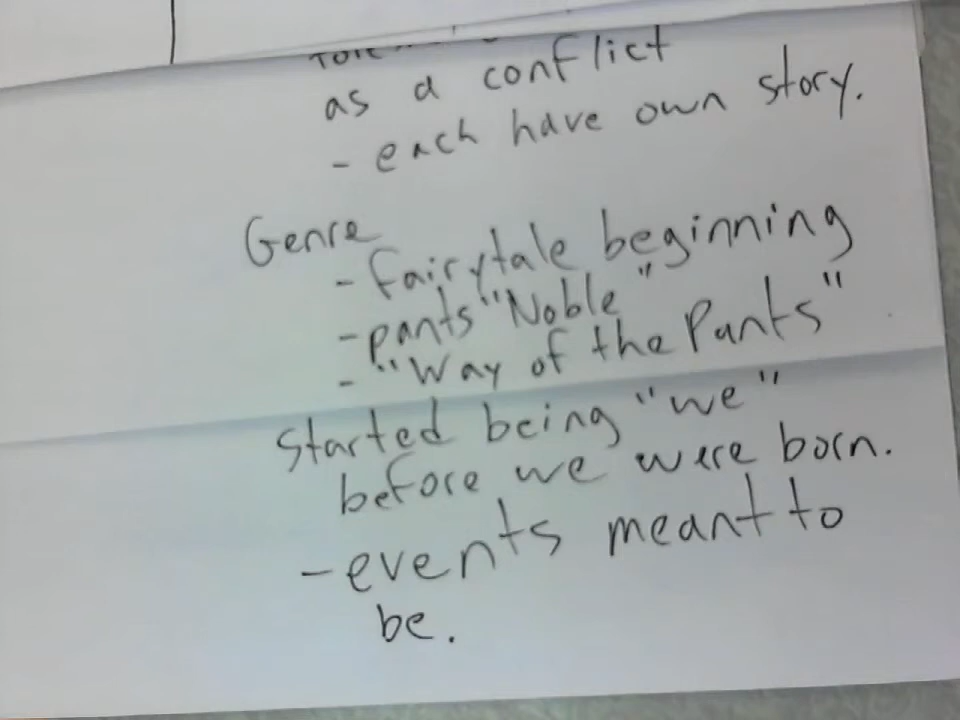 as a conflict
- each have own story.
Genre
- fairytale beginning
- pants "Noble"
- "Way of the Pants"
Started being "we"
before we were born.
- events meant to
be.